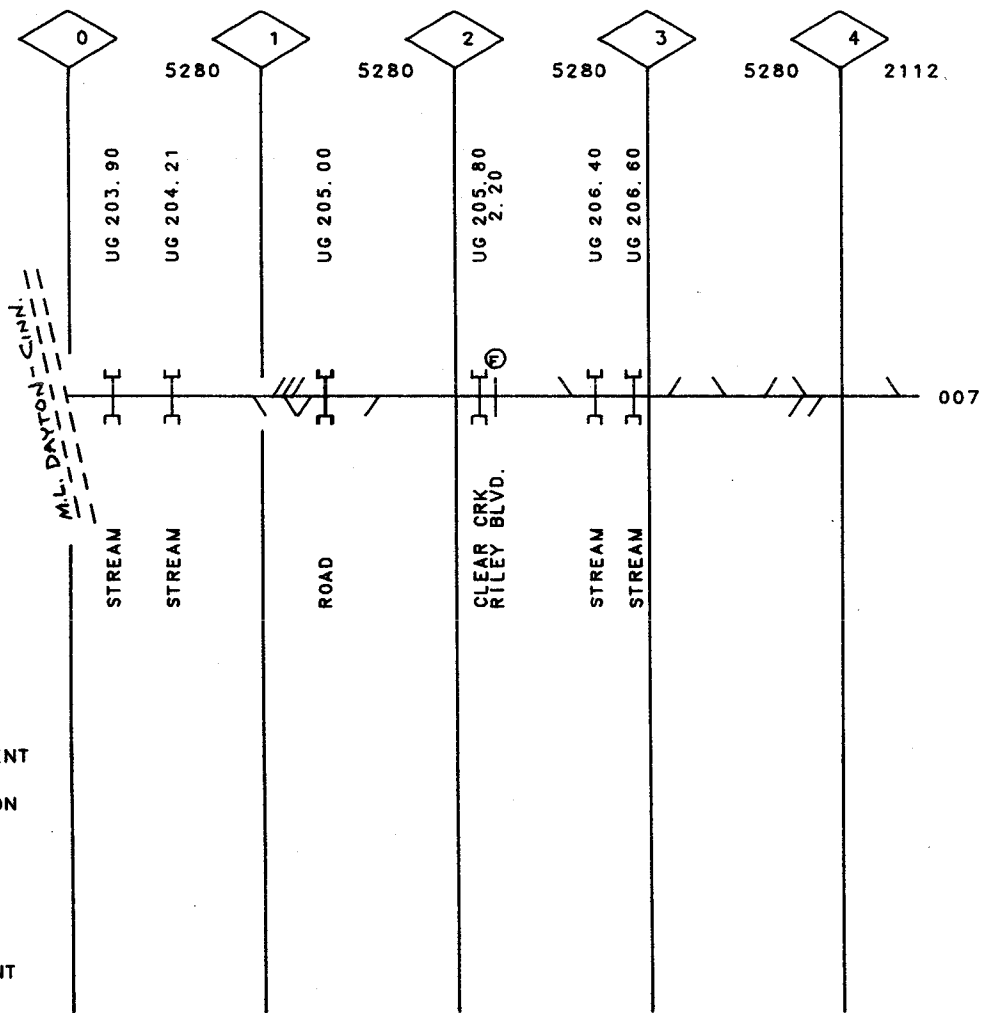 0 1 2 3 4
5280 5280 5280 5280 2112
UG 203.90
UG 204.21
UG 205.00
UG 205.80
2.20
UG 206.40
UG 206.60
M.L. DAYTON-CINN.
007
STREAM
STREAM
ROAD
CLEAR CRK
RILEY BLVD.
STREAM
STREAM
ENT
ON
NT